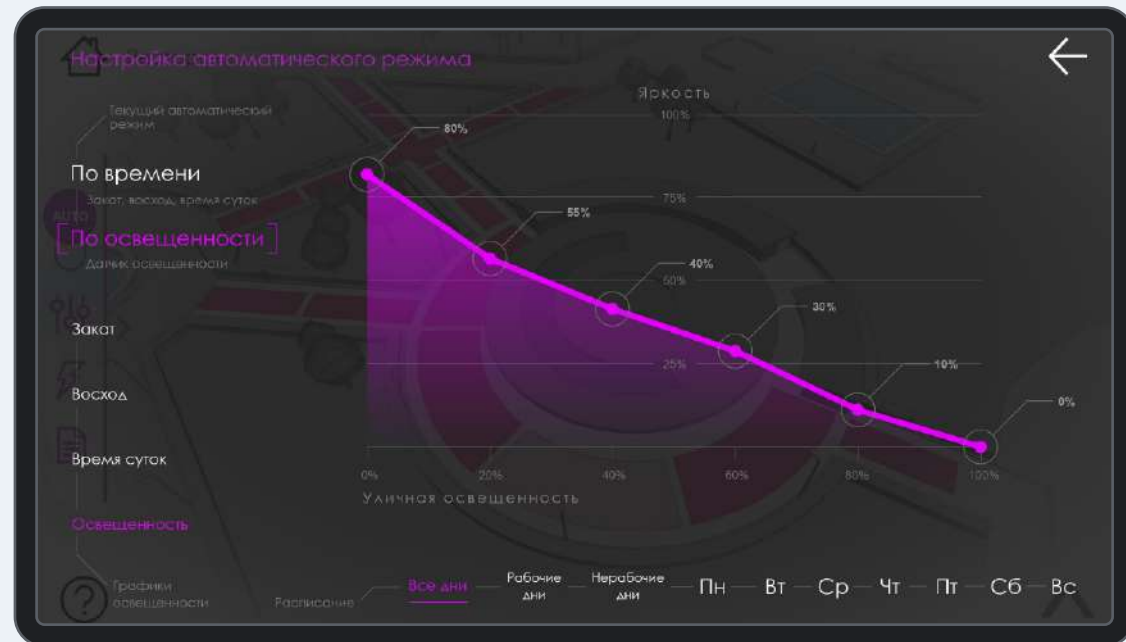 Настройка автоматического режима
Текущий автоматический
режим
По времени
Закат, восход, время суток
AUTO
По освещенности
Датчик освещенности
Закат
Восход
Время суток
Освещенность
Графики
освещенности
?
Яркость
100%
75%
50%
25%
80%
55%
40%
30%
10%
0%
0%
20%
40%
60%
80%
100%
Уличная освещенность
Расписание
Все дни
Рабочие
дни
Нерабочие
дни
Пн
Вт
Ср
Чт
Пт
Сб
Вс